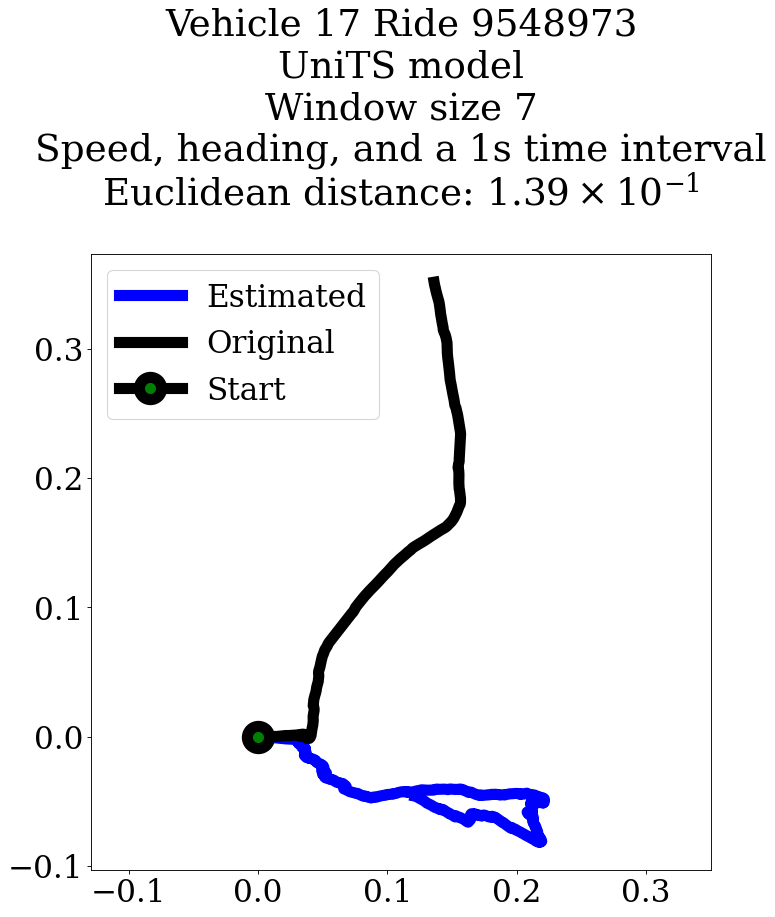 Vehicle 17 Ride 9548973
UniTS model
Window size 7
Speed, heading, and a 1s time interval
Euclidean distance: 1.39 × 10⁻¹
Estimated
Original
Start
0.3
0.2
0.1
0.0
−0.1
−0.1 0.0 0.1 0.2 0.3